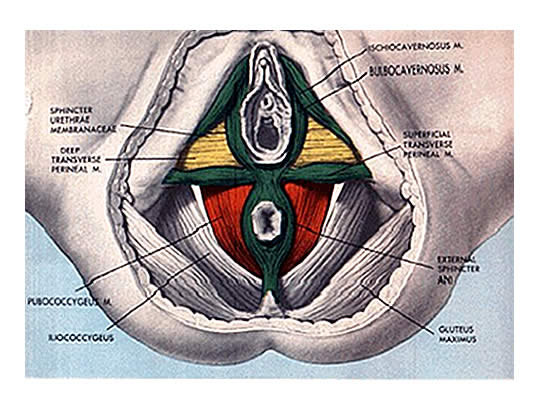 ISCHIOCAVERNOSUS M.
BULBOCAVERNOSUS M.
SPHINCTER
URETHRAE
MEMBRANACEAE
DEEP
TRANSVERSE
PERINEAL M.
SUPERFICIAL
TRANSVERSE
PERINEAL M.
EXTERNAL
SPHINCTER
ANI
PUBOCOCCYGEUS M.
ILIOCOCCYGEUS
GLUTEUS
MAXIMUS